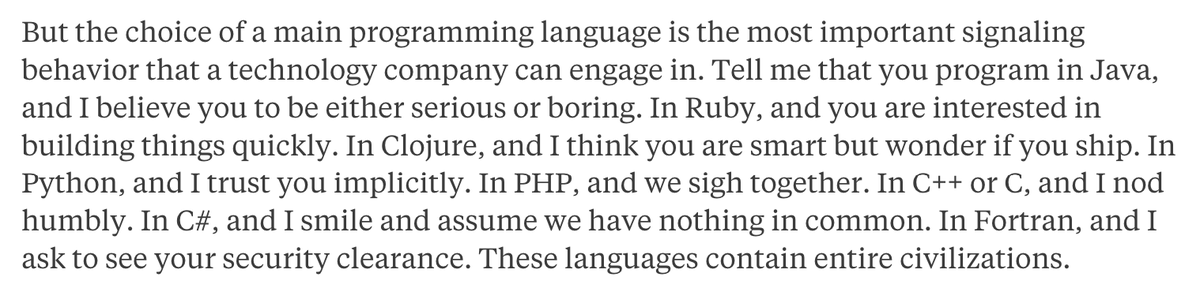 But the choice of a main programming language is the most important signaling
behavior that a technology company can engage in. Tell me that you program in Java,
and I believe you to be either serious or boring. In Ruby, and you are interested in
building things quickly. In Clojure, and I think you are smart but wonder if you ship. In
Python, and I trust you implicitly. In PHP, and we sigh together. In C++ or C, and I nod
humbly. In C#, and I smile and assume we have nothing in common. In Fortran, and I
ask to see your security clearance. These languages contain entire civilizations.